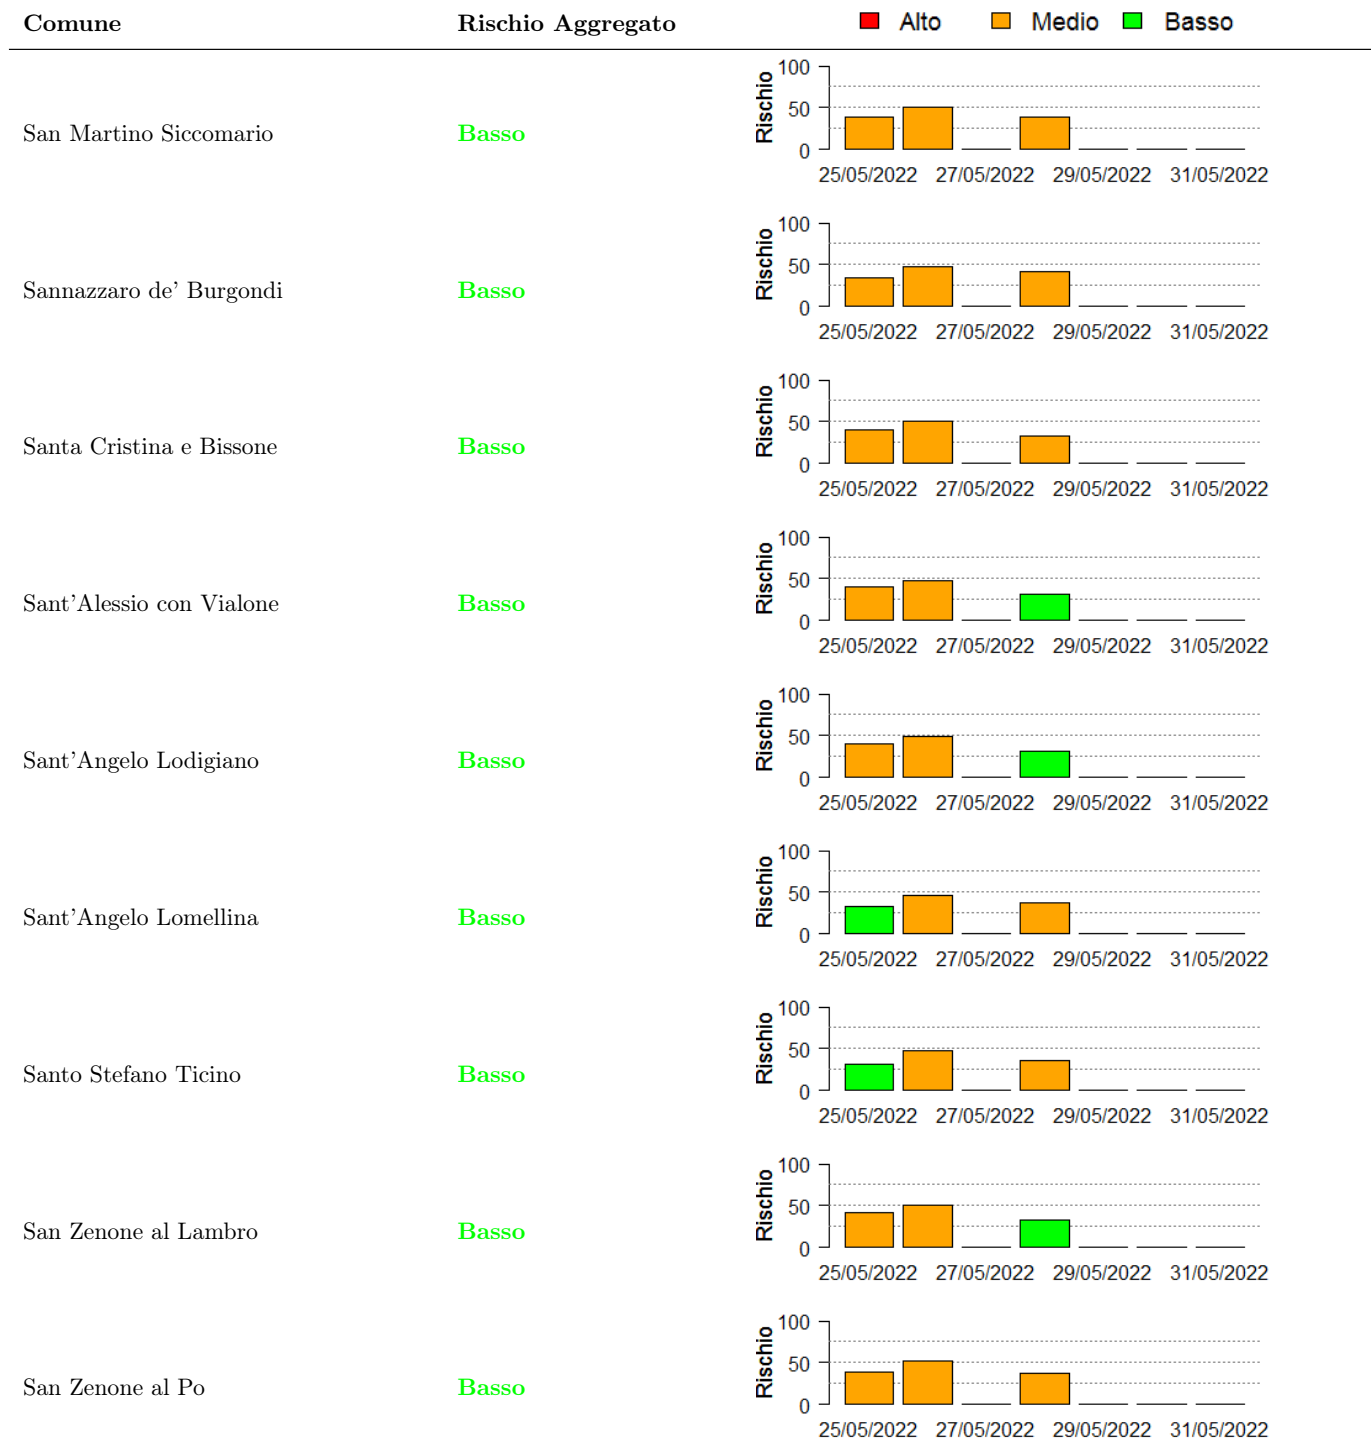 Comune Rischio Aggregato Alto Medio Basso
100
50
0
Rischio
San Martino Siccomario Basso
25/05/2022 27/05/2022 29/05/2022 31/05/2022
100
50
0
Rischio
Sannazzaro de' Burgondi Basso
25/05/2022 27/05/2022 29/05/2022 31/05/2022
100
50
0
Rischio
Santa Cristina e Bissone Basso
25/05/2022 27/05/2022 29/05/2022 31/05/2022
100
50
0
Rischio
Sant'Alessio con Vialone Basso
25/05/2022 27/05/2022 29/05/2022 31/05/2022
100
50
0
Rischio
Sant'Angelo Lodigiano Basso
25/05/2022 27/05/2022 29/05/2022 31/05/2022
100
50
0
Rischio
Sant'Angelo Lomellina Basso
25/05/2022 27/05/2022 29/05/2022 31/05/2022
100
50
0
Rischio
Santo Stefano Ticino Basso
25/05/2022 27/05/2022 29/05/2022 31/05/2022
100
50
0
Rischio
San Zenone al Lambro Basso
25/05/2022 27/05/2022 29/05/2022 31/05/2022
100
50
0
Rischio
San Zenone al Po Basso
25/05/2022 27/05/2022 29/05/2022 31/05/2022